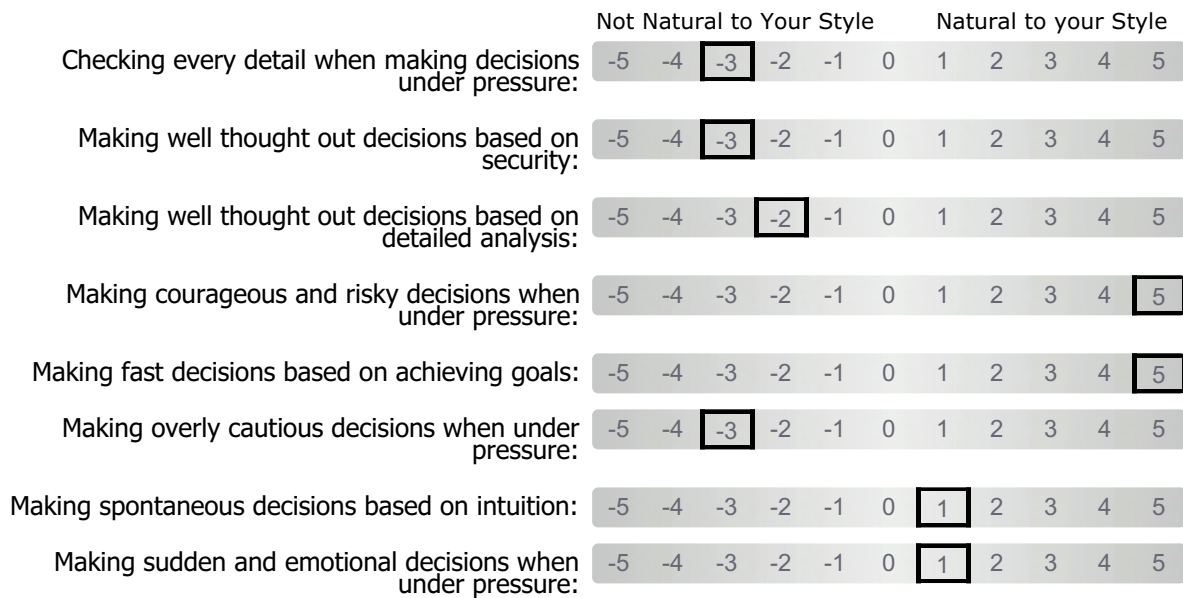 Not Natural to Your Style Natural to your Style
Checking every detail when making decisions
under pressure:
-5 -4 -3 -2 -1 0 1 2 3 4 5
Making well thought out decisions based on
security:
-5 -4 -3 -2 -1 0 1 2 3 4 5
Making well thought out decisions based on
detailed analysis:
-5 -4 -3 -2 -1 0 1 2 3 4 5
Making courageous and risky decisions when
under pressure:
-5 -4 -3 -2 -1 0 1 2 3 4 5
Making fast decisions based on achieving goals:
-5 -4 -3 -2 -1 0 1 2 3 4 5
Making overly cautious decisions when under
pressure:
-5 -4 -3 -2 -1 0 1 2 3 4 5
Making spontaneous decisions based on intuition:
-5 -4 -3 -2 -1 0 1 2 3 4 5
Making sudden and emotional decisions when
under pressure:
-5 -4 -3 -2 -1 0 1 2 3 4 5